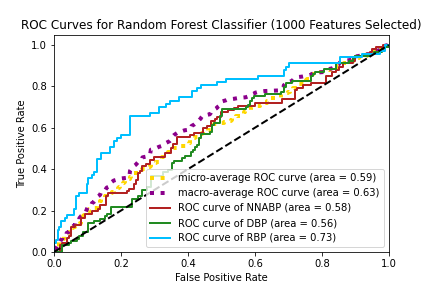 ROC Curves for Random Forest Classifier (1000 Features Selected)
True Positive Rate
1.0
0.8
0.6
0.4
0.2
0.0
micro-average ROC curve (area = 0.59)
macro-average ROC curve (area = 0.63)
ROC curve of NNABP (area = 0.58)
ROC curve of DBP (area = 0.56)
ROC curve of RBP (area = 0.73)
0.0 0.2 0.4 0.6 0.8 1.0
False Positive Rate